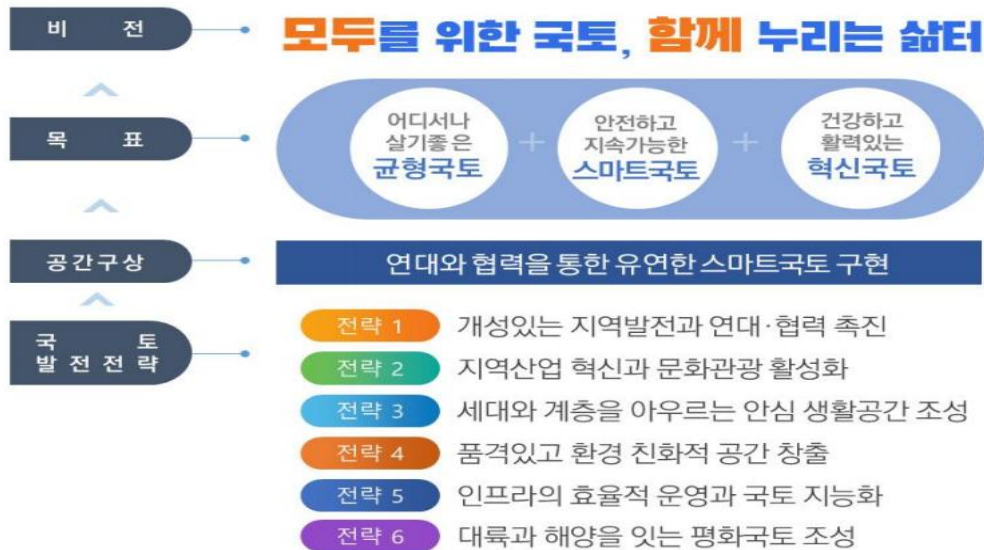 비 전
모두를 위한 국토, 함께 누리는 삶터
목 표
어디서나
살기좋은
균형국토
+
안전하고
지속가능한
스마트국토
+
건강하고
활력있는
혁신국토
공간구상
연대와 협력을 통한 유연한 스마트국토 구현
국 토
발전전략
전략 1 개성있는 지역발전과 연대·협력 촉진
전략 2 지역산업 혁신과 문화관광 활성화
전략 3 세대와 계층을 아우르는 안심 생활공간 조성
전략 4 품격있고 환경 친화적 공간 창출
전략 5 인프라의 효율적 운영과 국토 지능화
전략 6 대륙과 해양을 잇는 평화국토 조성